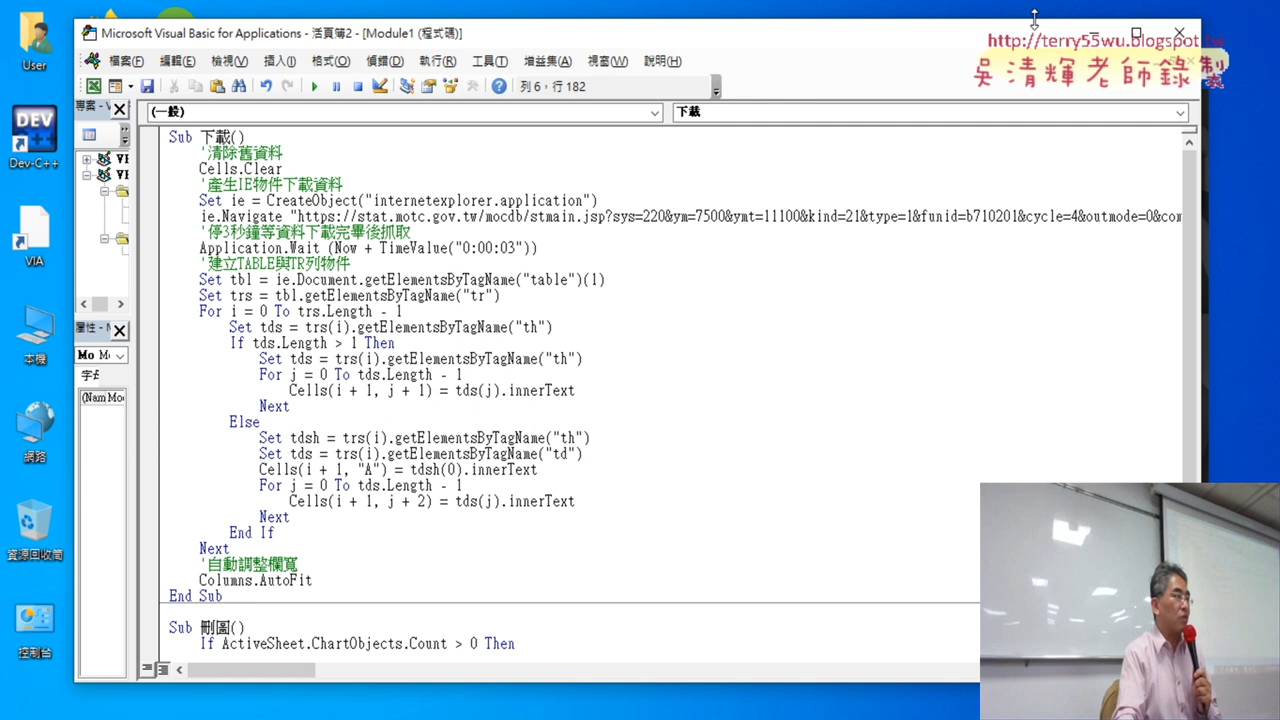 Microsoft Visual Basic for Applications - 活頁簿2 - [Module1 (程式碼)]
http://terry55wu.blogspot.tw
吳清輝老師錄製
檔案(F) 編輯(E) 檢視(V) 插入(I) 格式(O) 偵錯(D) 執行(R) 工具(T) 增益集(A) 視窗(W) 說明(H)
列 6, 行 182
專案 - V
(一般) 下載
Sub 下載()
'清除舊資料
Cells.Clear
'產生IE物件下載資料
Set ie = CreateObject("internetexplorer.application")
ie.Navigate "https://stat.motc.gov.tw/mocdb/stmain.jsp?sys=220&ym=7500&ymt=11100&kind=21&type=1&funid=b710201&cycle=4&outmode=0&co
'停3秒鐘等資料下載完畢後抓取
Application.Wait (Now + TimeValue("0:00:03"))
'建立TABLE與TR列物件
Set tbl = ie.Document.getElementsByTagName("table")(1)
Set trs = tbl.getElementsByTagName("tr")
For i = 0 To trs.Length - 1
Set tds = trs(i).getElementsByTagName("th")
If tds.Length > 1 Then
Set tds = trs(i).getElementsByTagName("th")
For j = 0 To tds.Length - 1
Cells(i + 1, j + 1) = tds(j).innerText
Next
Else
Set tdsh = trs(i).getElementsByTagName("th")
Set tds = trs(i).getElementsByTagName("td")
Cells(i + 1, "A") = tdsh(0).innerText
For j = 0 To tds.Length - 1
Cells(i + 1, j + 2) = tds(j).innerText
Next
End If
Next
'自動調整欄寬
Columns.AutoFit
End Sub
Sub 刪圖()
If ActiveSheet.ChartObjects.Count > 0 Then
屬性 - M
Mo
(Nam Mo
User
DEV
Dev-C++
VIA
本機
網路
資源回收筒
控制台